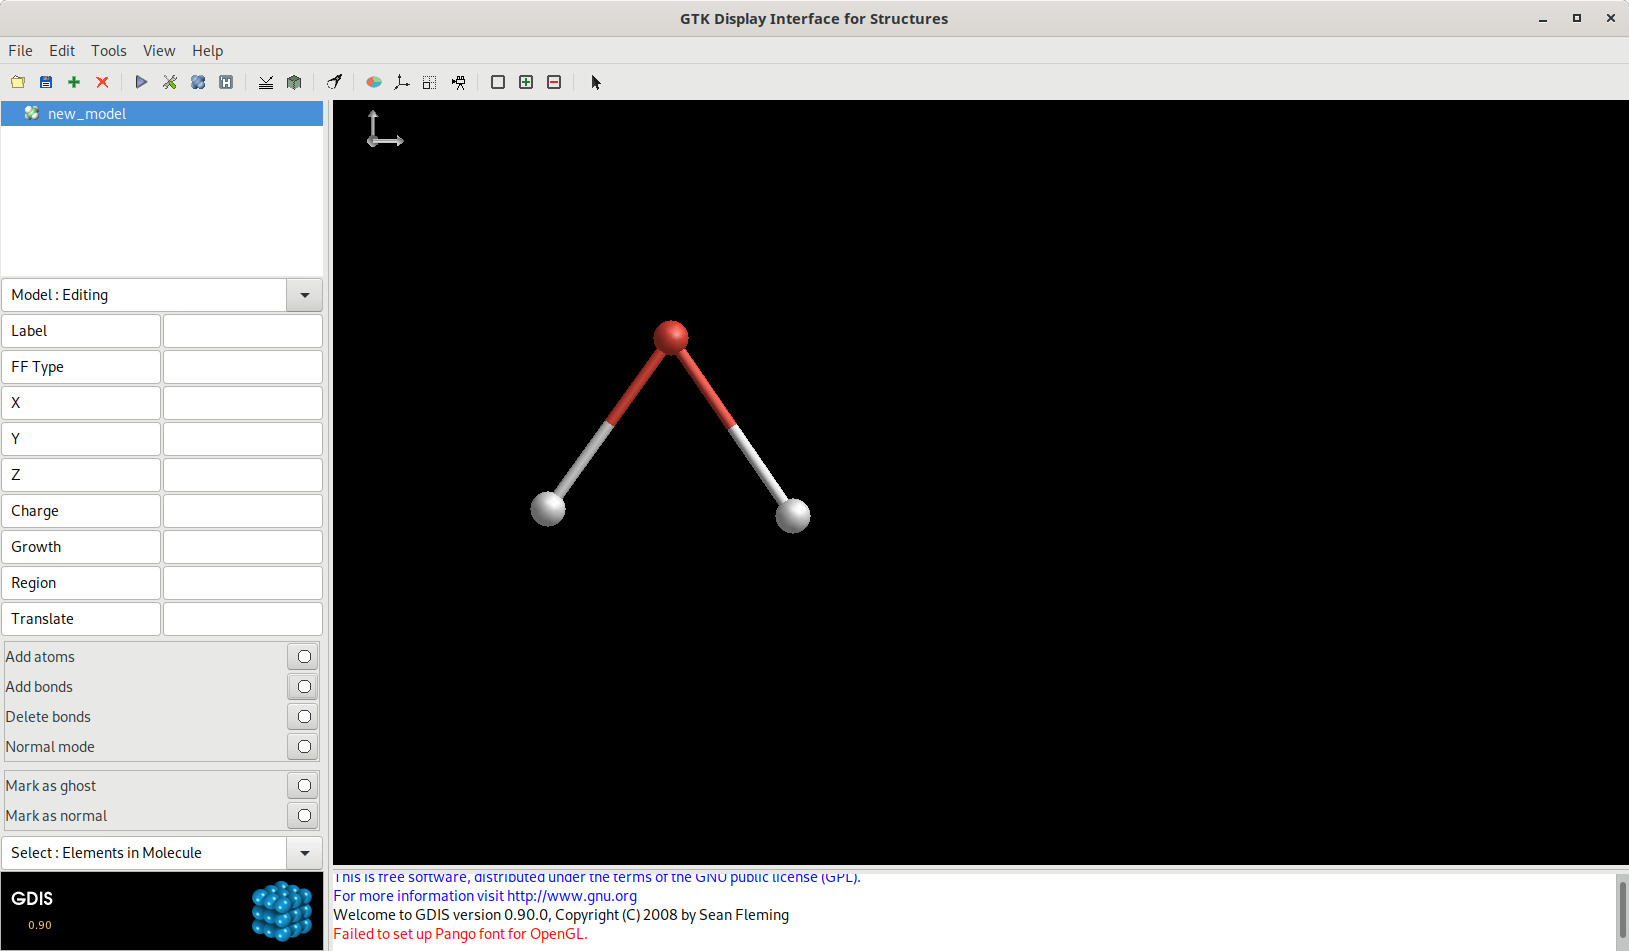 GTK Display Interface for Structures
File Edit Tools View Help
new_model
Model : Editing
Label
FF Type
X
Y
Z
Charge
Growth
Region
Translate
Add atoms
Add bonds
Delete bonds
Normal mode
Mark as ghost
Mark as normal
Select : Elements in Molecule
GDIS
0.90
This is free software, distributed under the terms of the GNU public license (GPL).
For more information visit http://www.gnu.org
Welcome to GDIS version 0.90.0, Copyright (C) 2008 by Sean Fleming
Failed to set up Pango font for OpenGL.